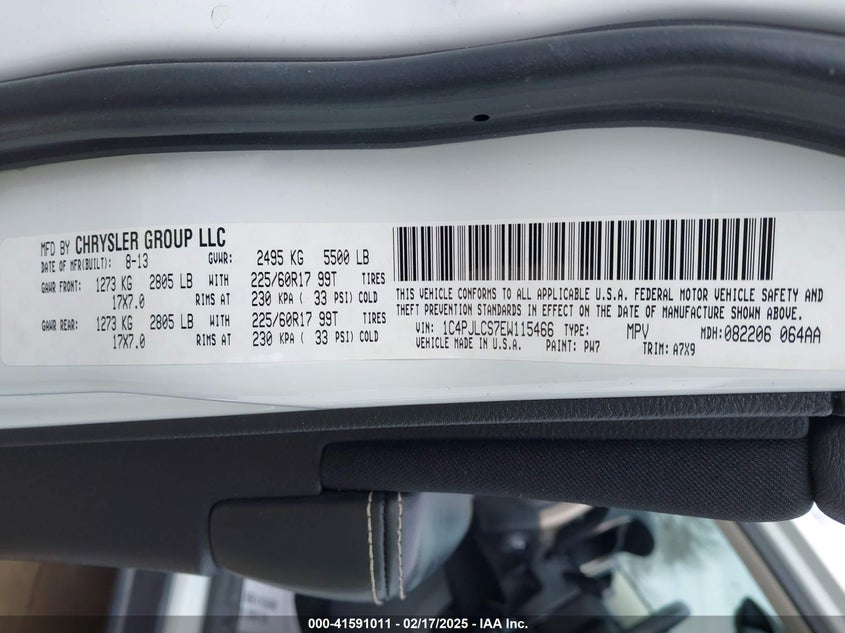 MFD BY CHRYSLER GROUP LLC
DATE OF MFR(BUILT): 8-13 GVWR: 2495 KG 5500 LB
GAWR FRONT: 1273 KG 2805 LB WITH 225/60R17 99T TIRES
17X7.0 RIMS AT 230 KPA ( 33 PSI) COLD
GAWR REAR: 1273 KG 2805 LB WITH 225/60R17 99T TIRES
17X7.0 RIMS AT 230 KPA ( 33 PSI) COLD
THIS VEHICLE CONFORMS TO ALL APPLICABLE U.S.A. FEDERAL MOTOR VEHICLE SAFETY AND
THEFT PREVENTION STANDARDS IN EFFECT ON THE DATE OF MANUFACTURE SHOWN ABOVE.
VIN: 1C4PJLCS7EW115466 TYPE: MPV MDH: 082206 064AA
VEHICLE MADE IN U.S.A. PAINT: PW7 TRIM: A7X9
000-41591011 - 02/17/2025 - IAA Inc.